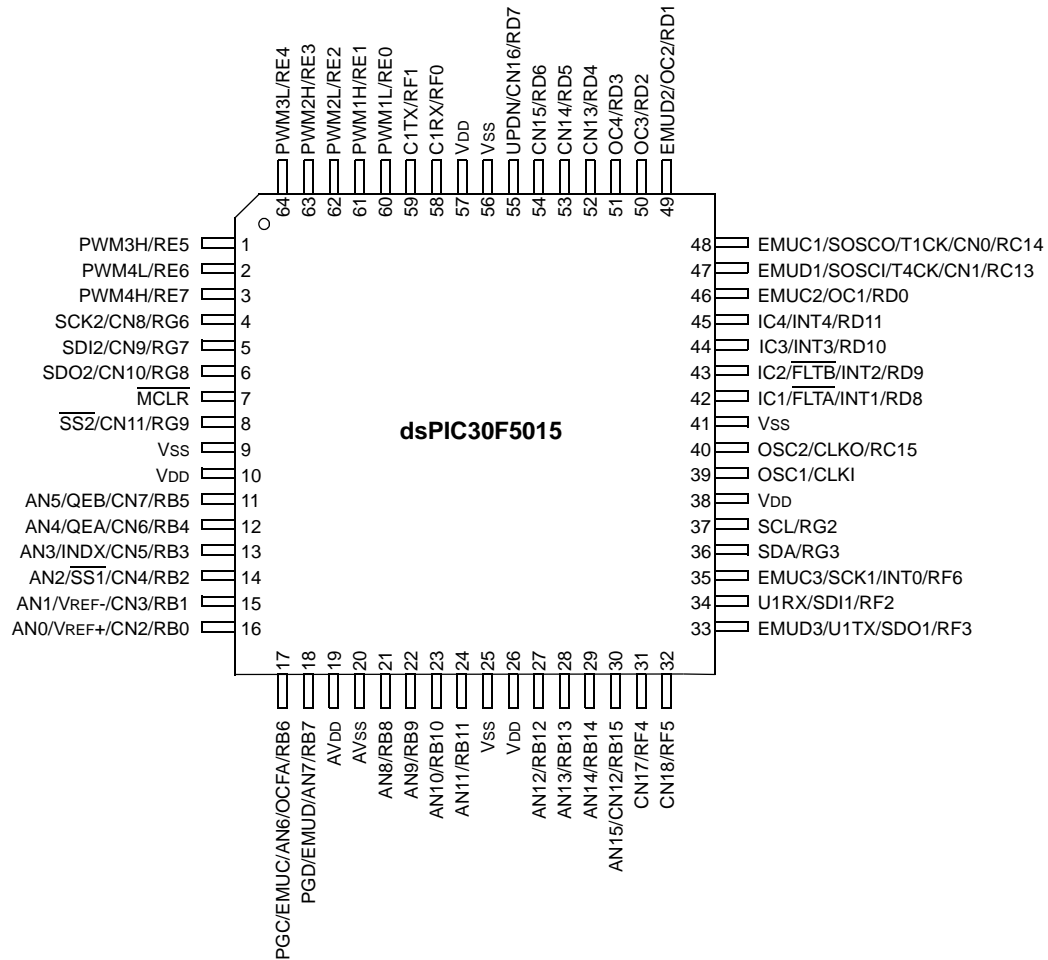 PWM3L/RE4
PWM2H/RE3
PWM2L/RE2
PWM1H/RE1
PWM1L/RE0
C1TX/RF1
C1RX/RF0
VDD
VSS
UPDN/CN16/RD7
CN15/RD6
CN14/RD5
CN13/RD4
OC4/RD3
OC3/RD2
EMUD2/OC2/RD1
64
63
62
61
60
59
58
57
56
55
54
53
52
51
50
49
PWM3H/RE5 1
PWM4L/RE6 2
PWM4H/RE7 3
SCK2/CN8/RG6 4
SDI2/CN9/RG7 5
SDO2/CN10/RG8 6
MCLR 7
SS2/CN11/RG9 8
VSS 9
VDD 10
AN5/QEB/CN7/RB5 11
AN4/QEA/CN6/RB4 12
AN3/INDX/CN5/RB3 13
AN2/SS1/CN4/RB2 14
AN1/VREF-/CN3/RB1 15
AN0/VREF+/CN2/RB0 16
dsPIC30F5015
48 EMUC1/SOSCO/T1CK/CN0/RC14
47 EMUD1/SOSCI/T4CK/CN1/RC13
46 EMUC2/OC1/RD0
45 IC4/INT4/RD11
44 IC3/INT3/RD10
43 IC2/FLTB/INT2/RD9
42 IC1/FLTA/INT1/RD8
41 VSS
40 OSC2/CLKO/RC15
39 OSC1/CLKI
38 VDD
37 SCL/RG2
36 SDA/RG3
35 EMUC3/SCK1/INT0/RF6
34 U1RX/SDI1/RF2
33 EMUD3/U1TX/SDO1/RF3
17
18
19
20
21
22
23
24
25
26
27
28
29
30
31
32
PGC/EMUC/AN6/OCFA/RB6
PGD/EMUD/AN7/RB7
AVDD
AVSS
AN8/RB8
AN9/RB9
AN10/RB10
AN11/RB11
VSS
VDD
AN12/RB12
AN13/RB13
AN14/RB14
AN15/CN12/RB15
CN17/RF4
CN18/RF5